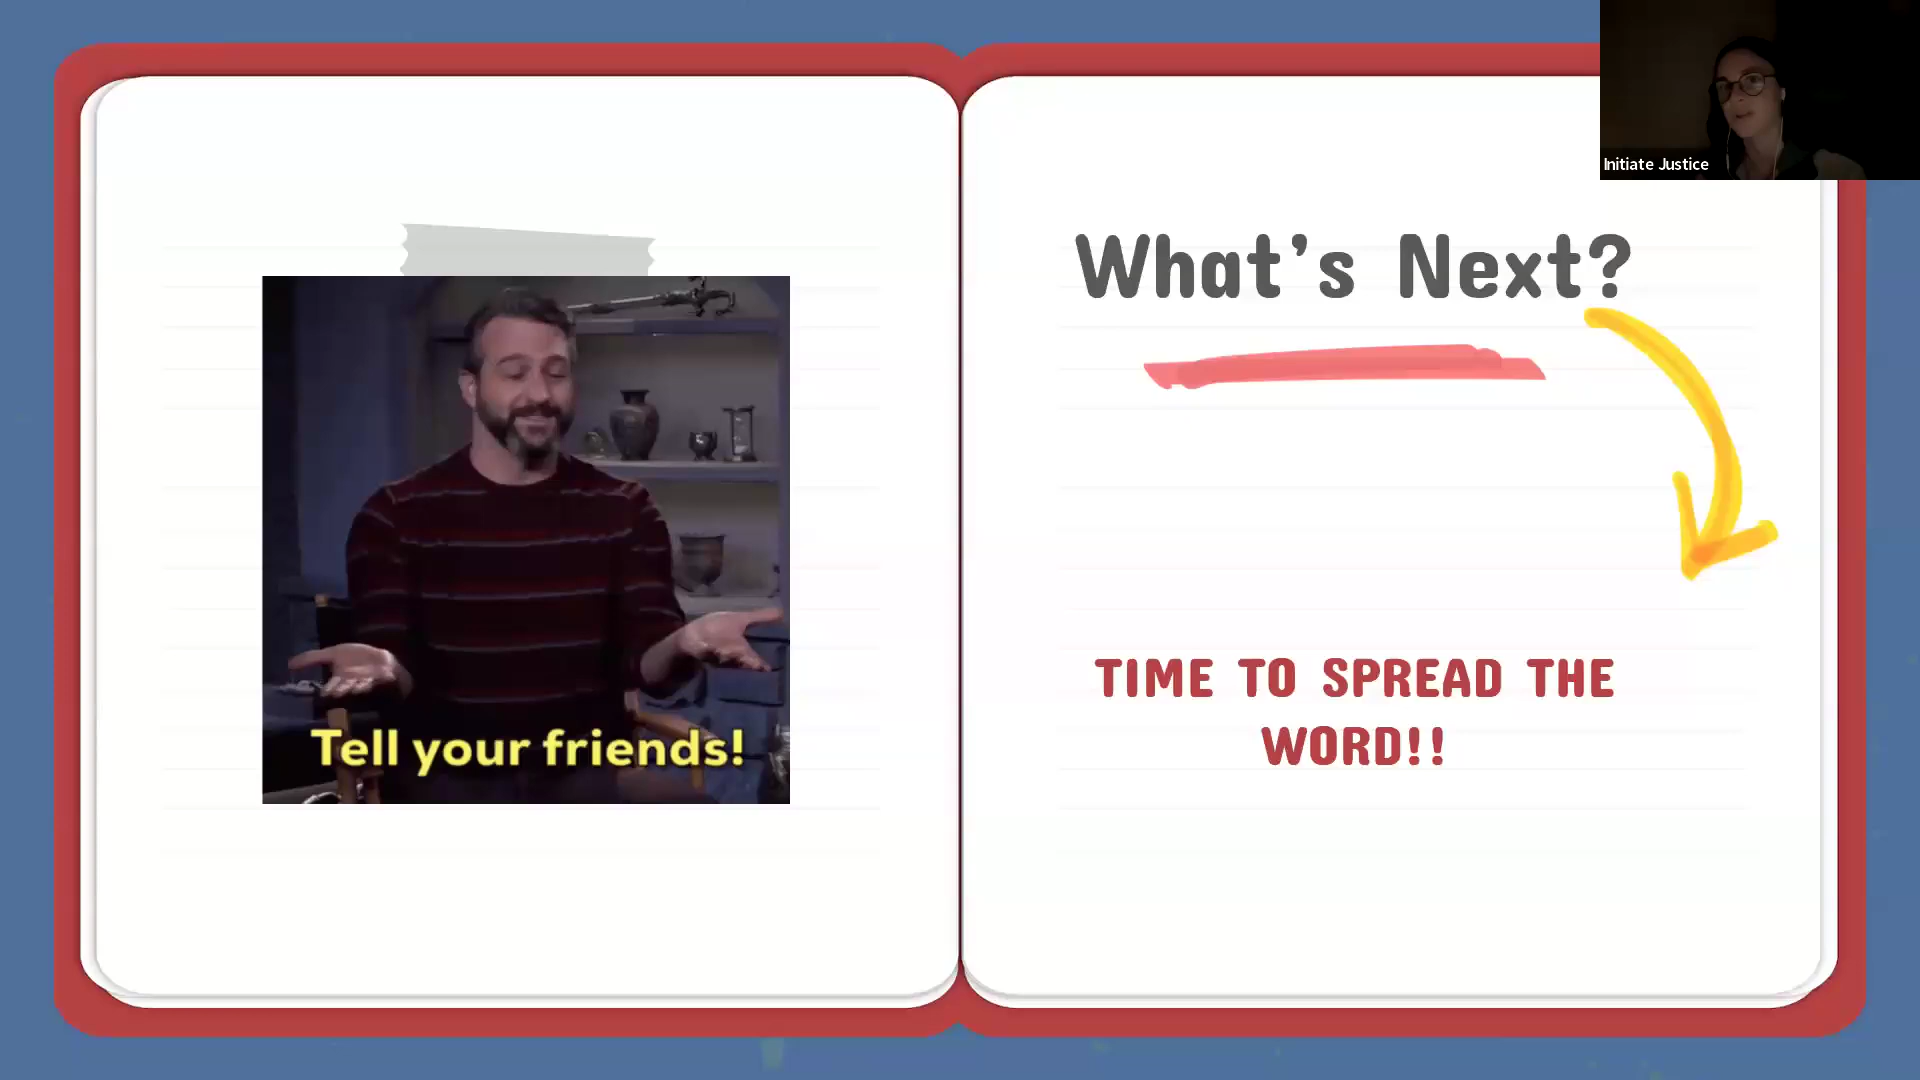 Initiate Justice
What's Next?
Tell your friends!
TIME TO SPREAD THE
WORD!!